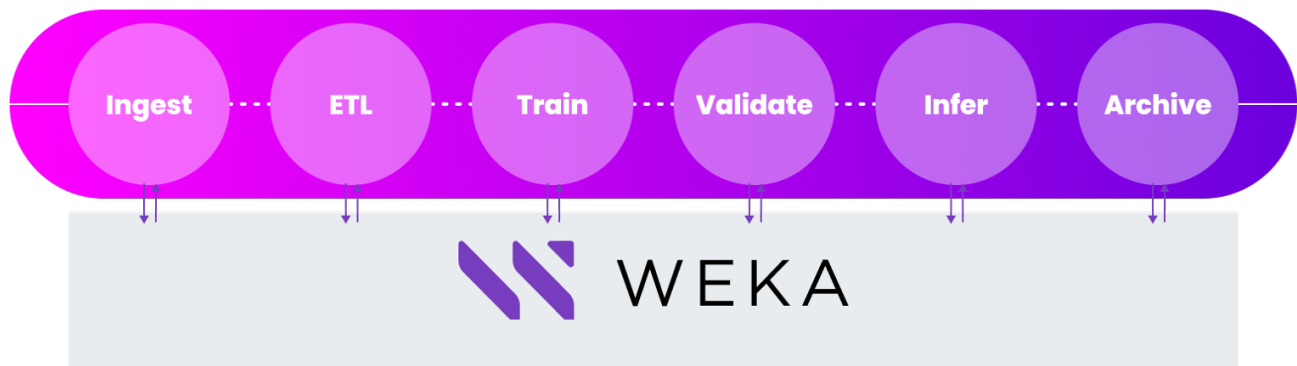 Ingest
ETL
Train
Validate
Infer
Archive
WEKA